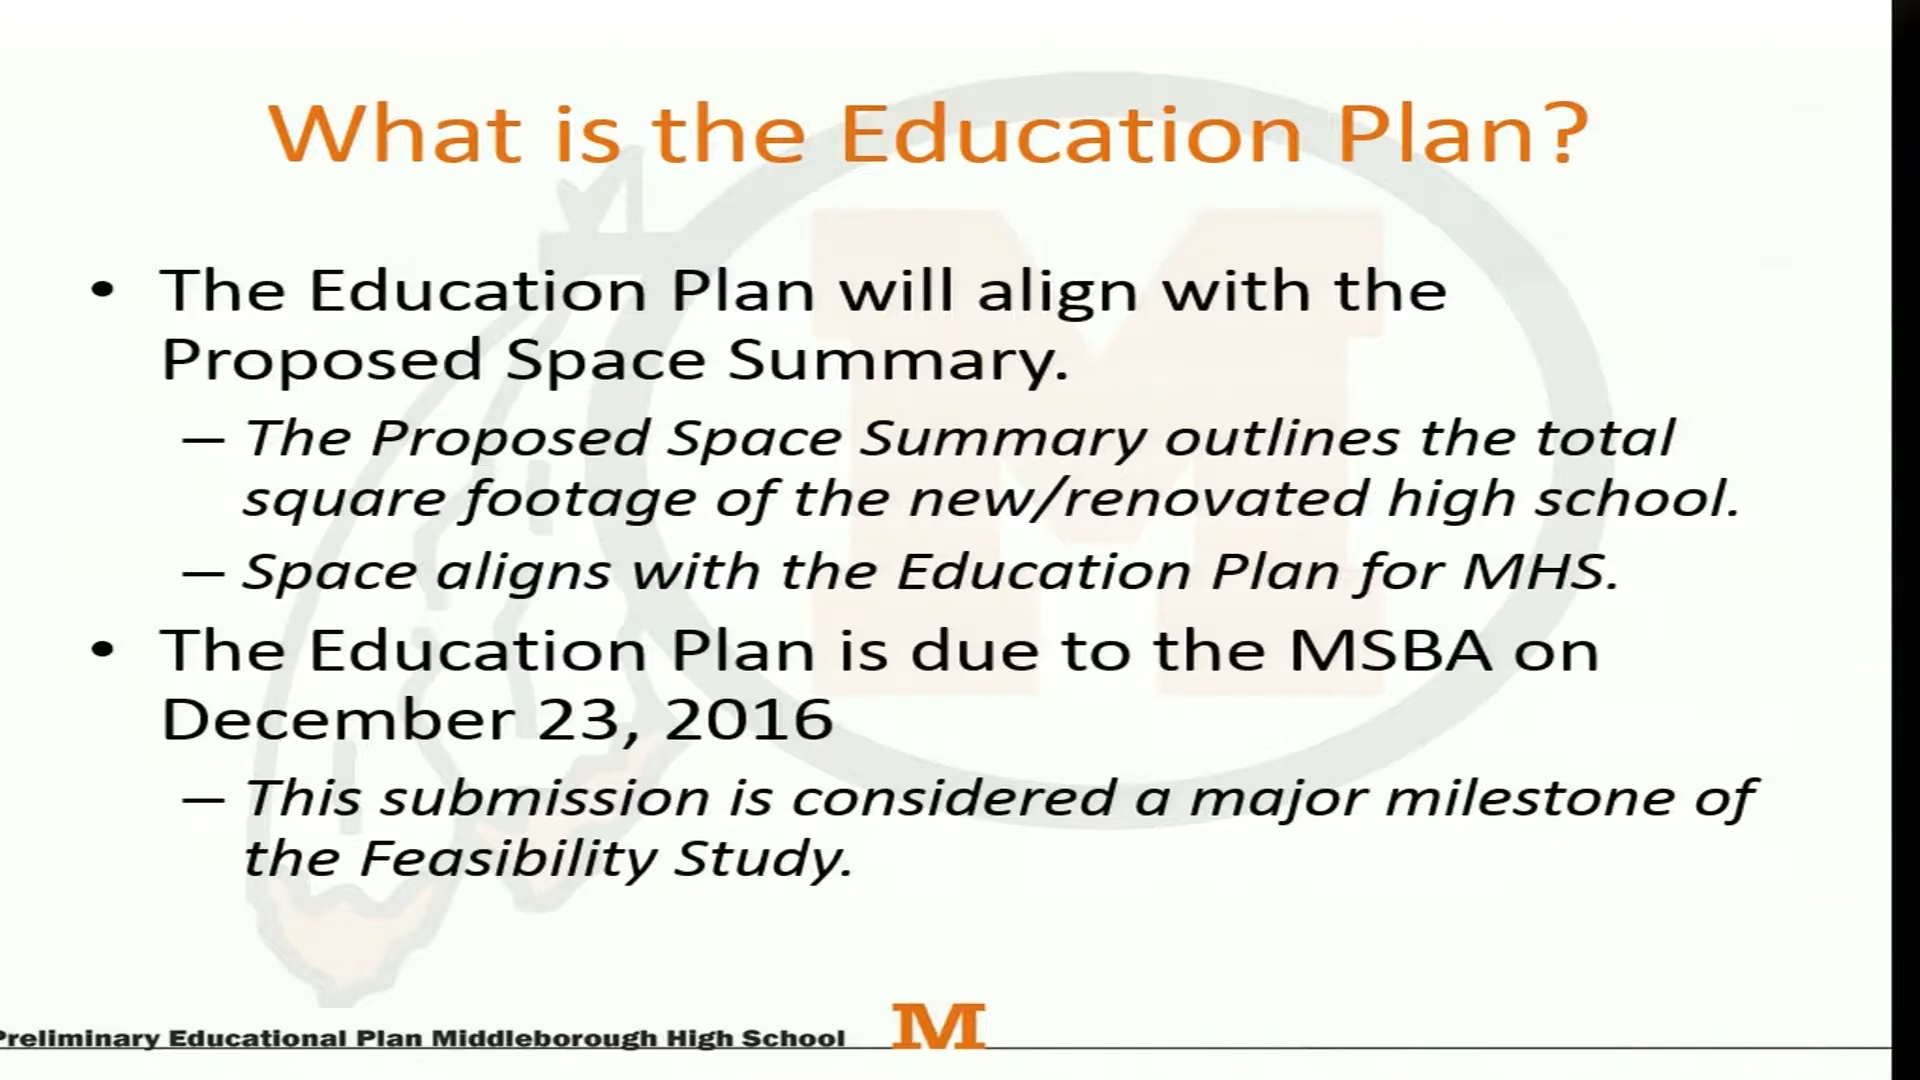 What is the Education Plan?
• The Education Plan will align with the
Proposed Space Summary.
– The Proposed Space Summary outlines the total
square footage of the new/renovated high school.
– Space aligns with the Education Plan for MHS.
• The Education Plan is due to the MSBA on
December 23, 2016
– This submission is considered a major milestone of
the Feasibility Study.
Preliminary Educational Plan Middleborough High School M